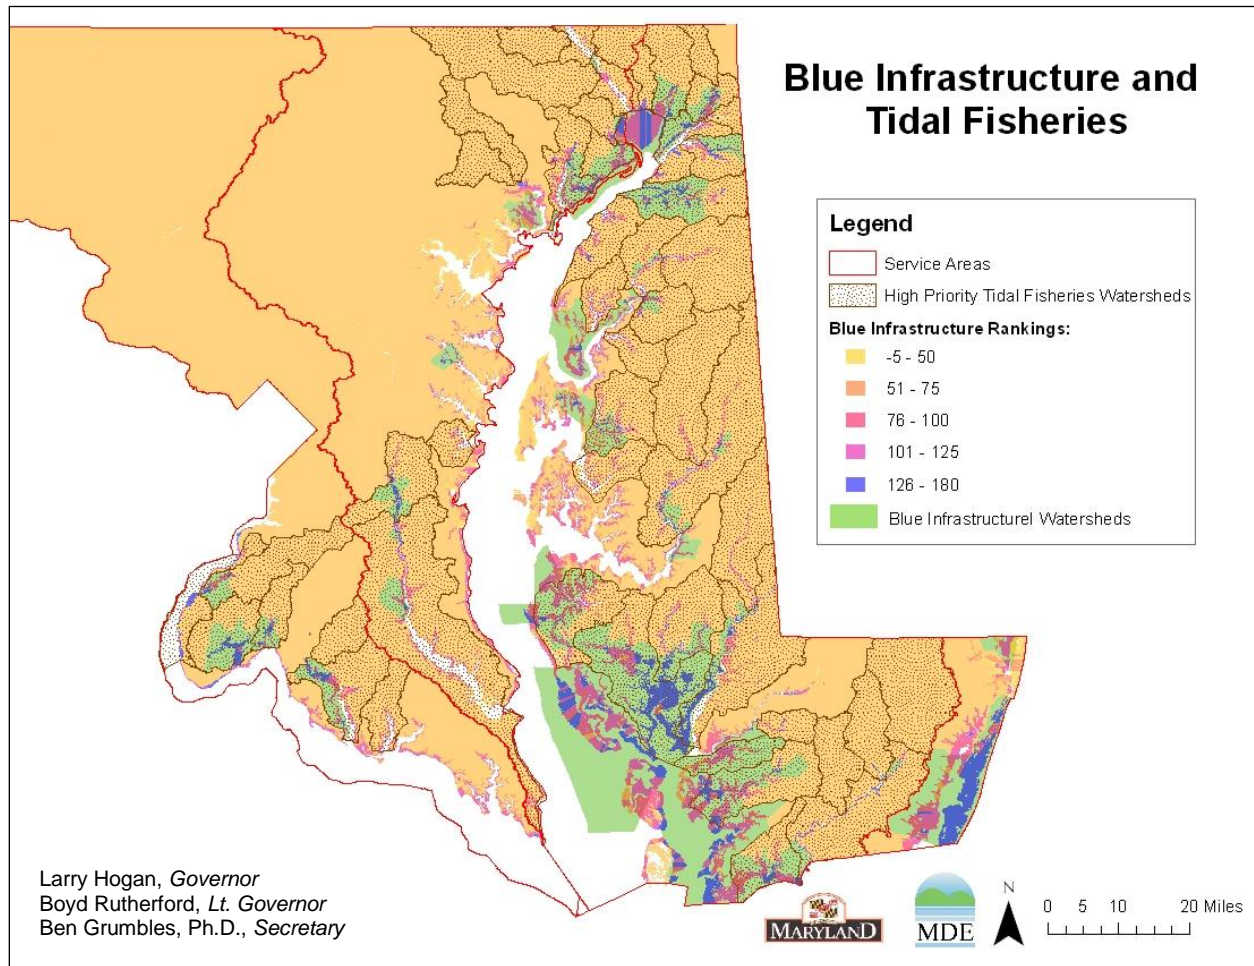 Blue Infrastructure and
Tidal Fisheries
Legend
Service Areas
High Priority Tidal Fisheries Watersheds
Blue Infrastructure Rankings:
-5 - 50
51 - 75
76 - 100
101 - 125
126 - 180
Blue Infrastructurel Watersheds
Larry Hogan, Governor
Boyd Rutherford, Lt. Governor
Ben Grumbles, Ph.D., Secretary
MARYLAND
MDE
N
0 5 10 20 Miles